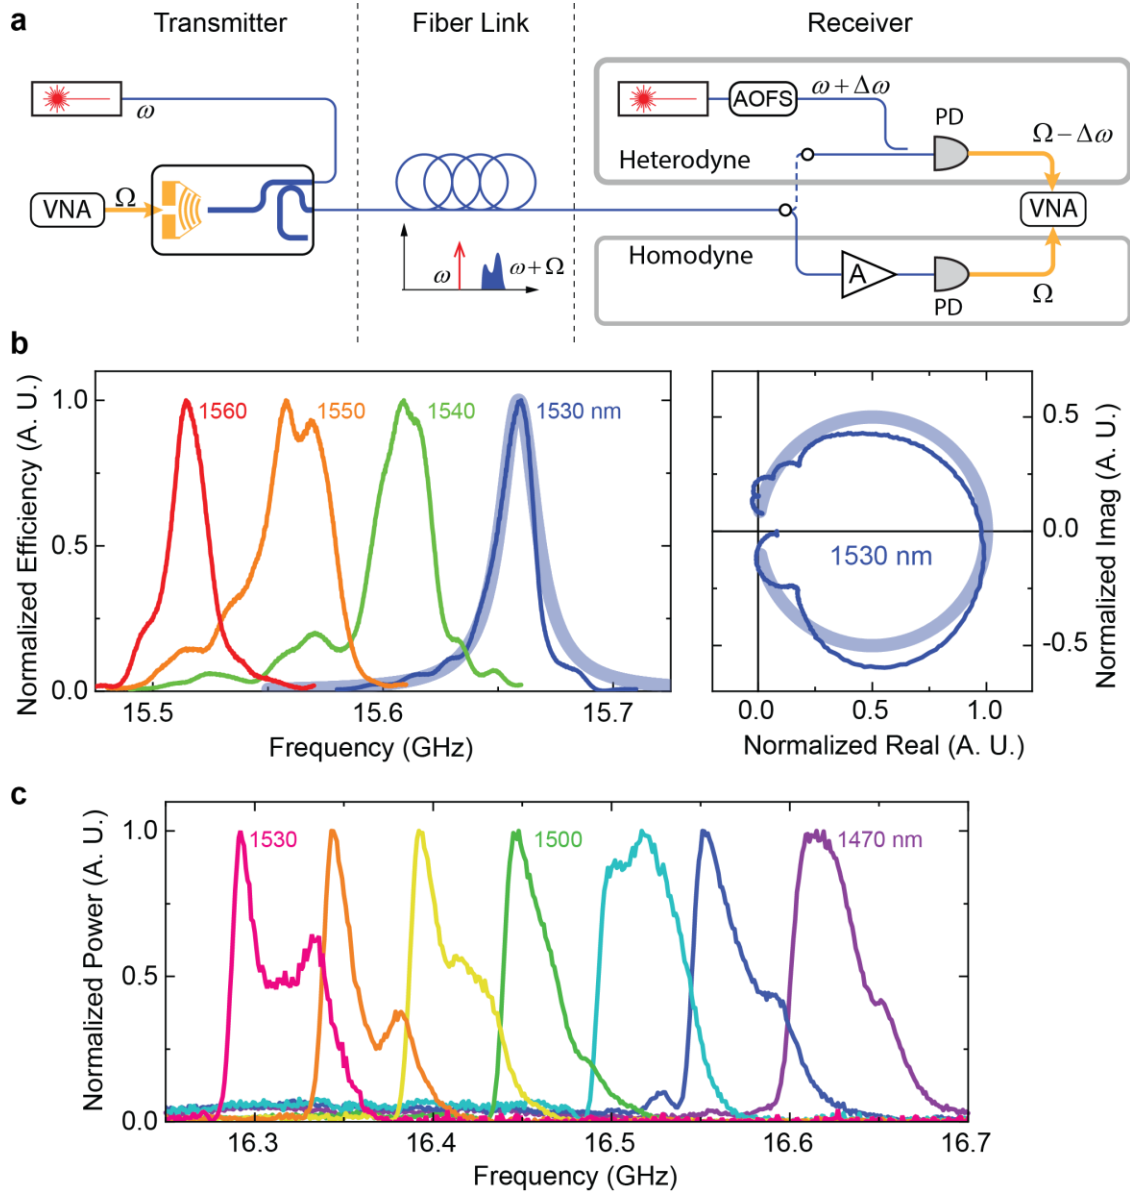 a
Transmitter
Fiber Link
Receiver
ω
AOFS
ω + Δω
PD
Ω − Δω
Heterodyne
VNA
Ω
VNA
ω
ω + Ω
Homodyne
A
PD
Ω
b
Normalized Efficiency (A. U.)
1.0
0.5
0.0
1560
1550
1540
1530 nm
15.5
15.6
15.7
Frequency (GHz)
0.5
0.0
-0.5
Normalized Imag (A. U.)
1530 nm
0.0
0.5
1.0
Normalized Real (A. U.)
c
Normalized Power (A. U.)
1.0
0.5
0.0
1530
1500
1470 nm
16.3
16.4
16.5
16.6
16.7
Frequency (GHz)